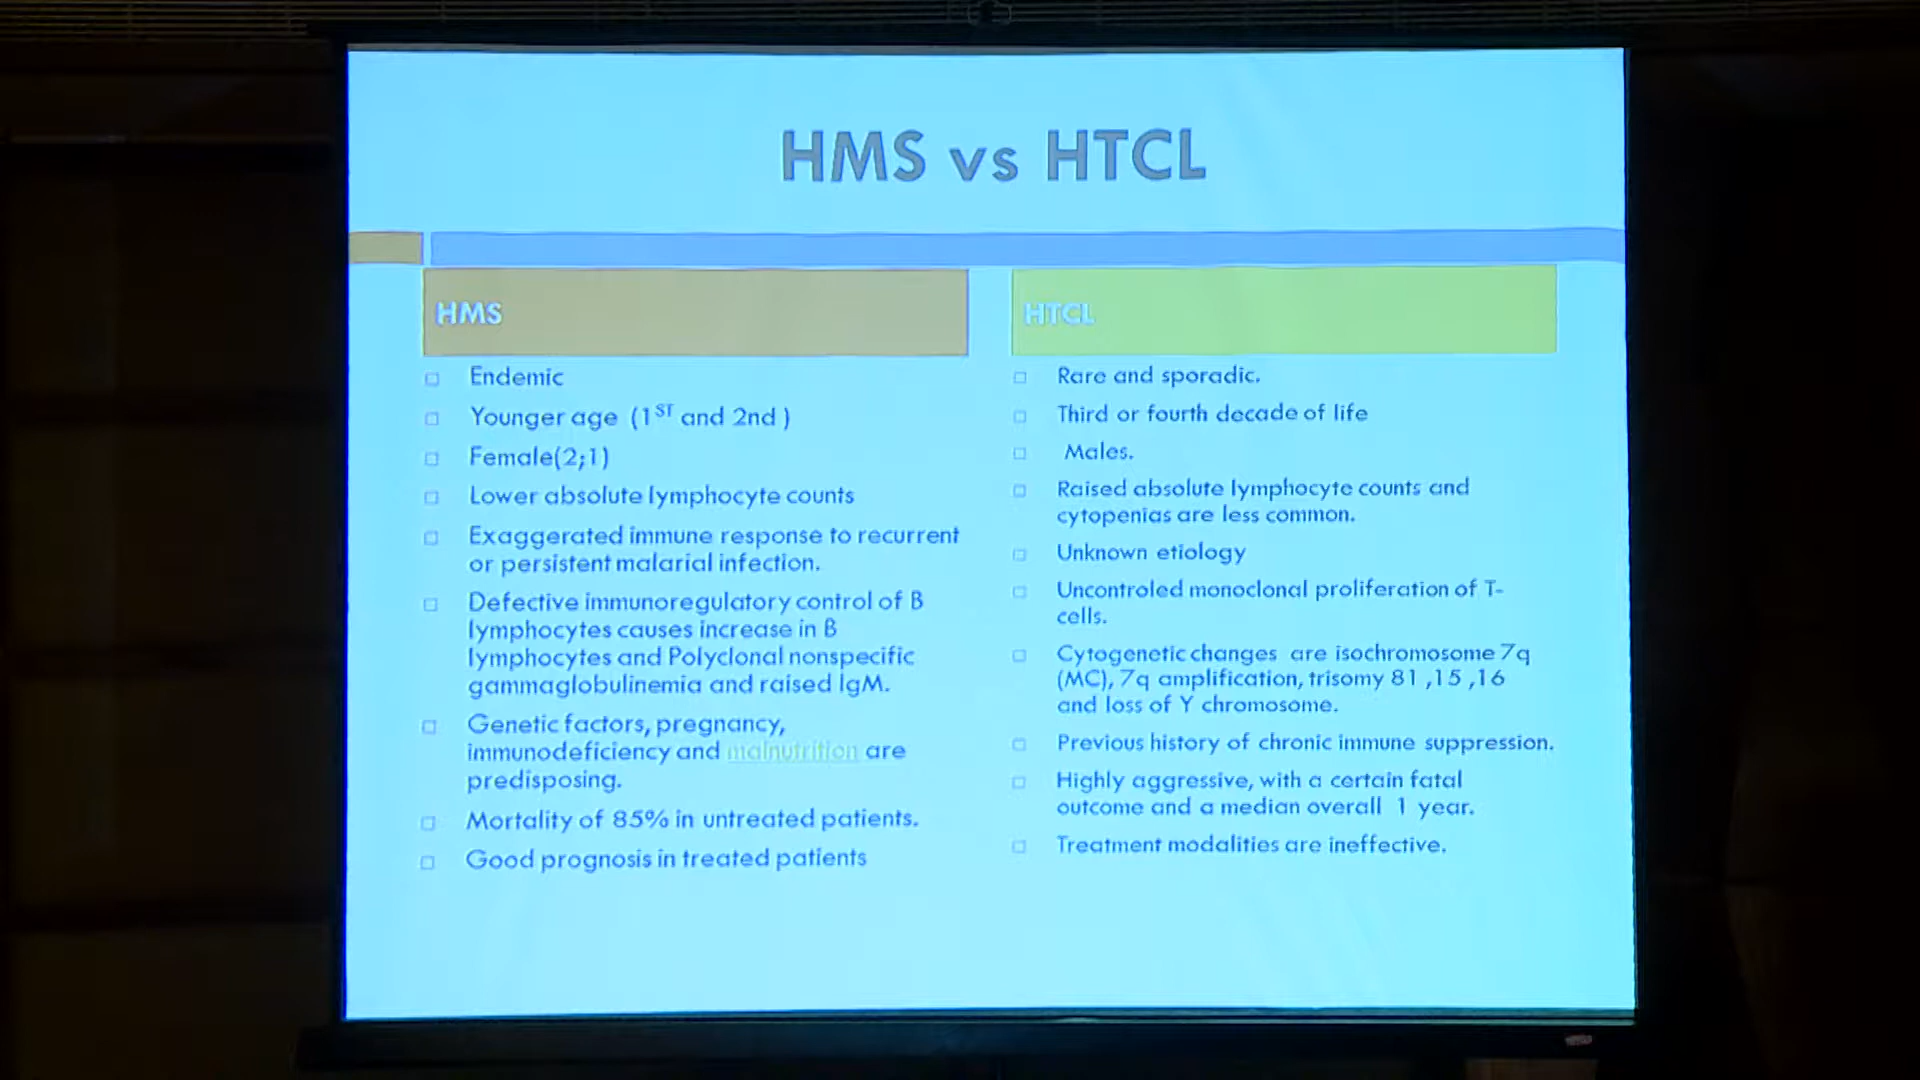 HMS vs HTCL
HMS
Endemic
Younger age (1ST and 2nd )
Female(2;1)
Lower absolute lymphocyte counts
Exaggerated immune response to recurrent
or persistent malarial infection.
Defective immunoregulatory control of B
lymphocytes causes increase in B
lymphocytes and Polyclonal nonspecific
gammaglobulinemia and raised IgM.
Genetic factors, pregnancy,
immunodeficiency and malnutrition are
predisposing.
Mortality of 85% in untreated patients.
Good prognosis in treated patients
HTCL
Rare and sporadic.
Third or fourth decade of life
Males.
Raised absolute lymphocyte counts and
cytopenias are less common.
Unknown etiology
Uncontroled monoclonal proliferation of T-
cells.
Cytogenetic changes are isochromosome 7q
(MC), 7q amplification, trisomy 81 ,15 ,16
and loss of Y chromosome.
Previous history of chronic immune suppression.
Highly aggressive, with a certain fatal
outcome and a median overall 1 year.
Treatment modalities are ineffective.